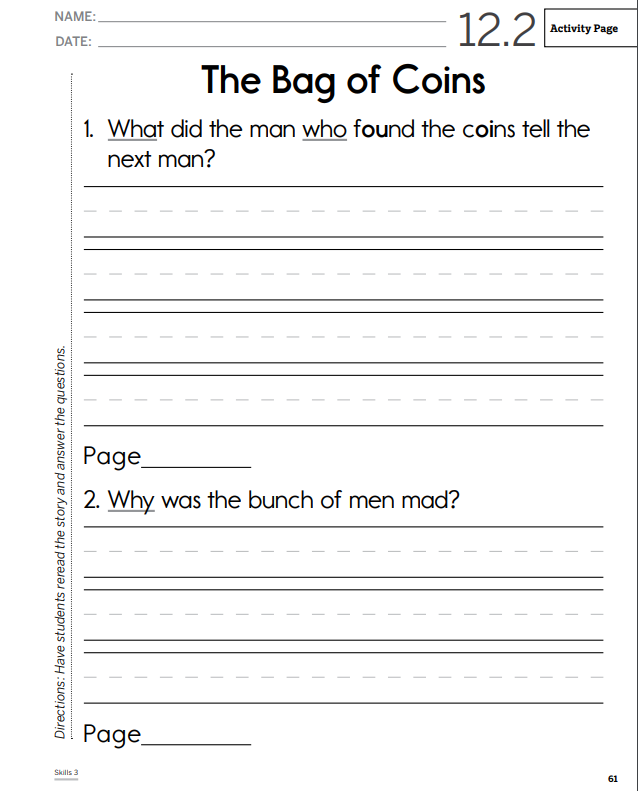 NAME:
DATE:
12.2
Activity Page
The Bag of Coins
1. What did the man who found the coins tell the
next man?
Page
2. Why was the bunch of men mad?
Page
Directions: Have students reread the story and answer the questions.
Skills 3
61